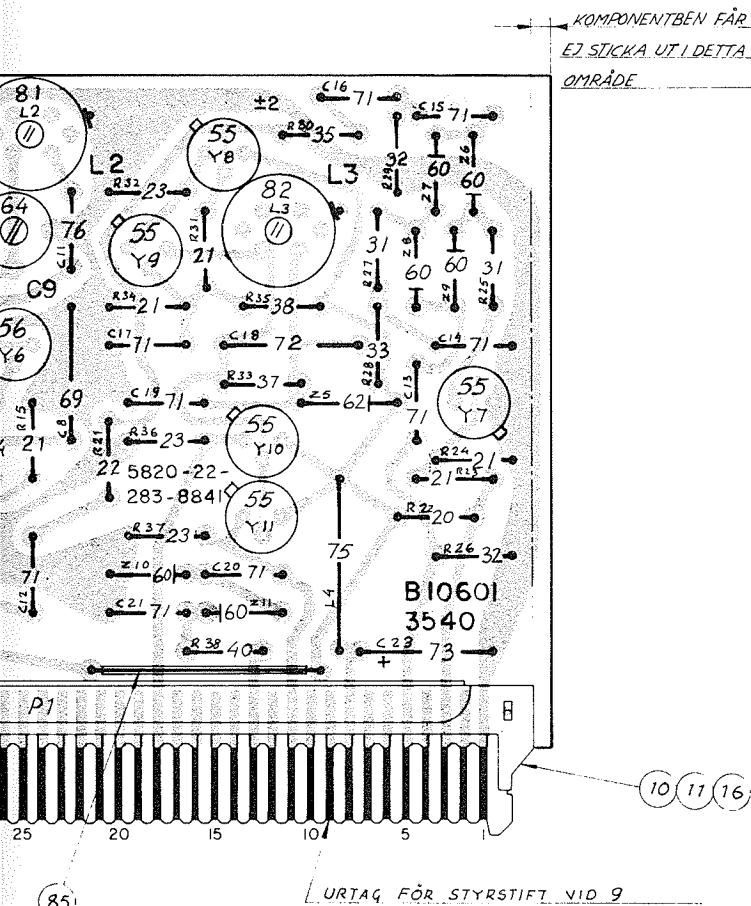 KOMPONENTBEN FÅR
EJ STICKA UT I DETTA
OMRÅDE
81
L2
L2
±2
C16 71
C15 71
55
Y8
R30 35
32
R29
60
Z7
60
Z6
82
L3
L3
R32 23
64
76
C11
55
Y9
R31
21
31
R27
Z8
60
60
Z9
31
R25
C9
R34 21
R35 38
56
Y6
C17 71
C18 72
33
R28
C14 71
R33 37
C13
71
55
Y7
69
C8
C19 71
Z5 62
R15
21
R21
22
R36 23
55
Y10
R24 21
21 R25
5820-22-
283-8841
55
Y11
R22 20
R37 23
75
L4
R26 32
71
C12
Z10 60
C20 71
B10601
3540
C21 71
60 Z11
R38 40
C23 73
+
P1
10 11 16
25 20 15 10 5 1
85
URTAG FÖR STYRSTIFT VID 9